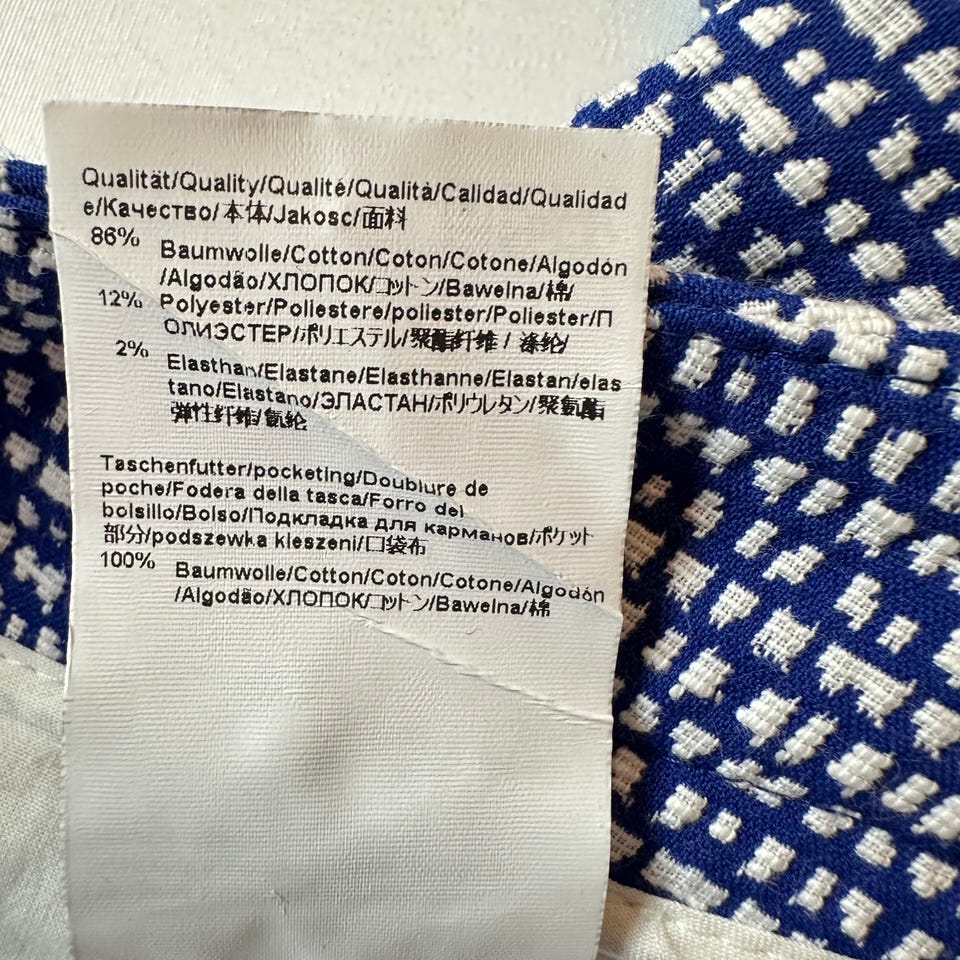 Qualität/Quality/Qualité/Qualità/Calidad/Qualidad
e/Качество/本体/Jakosc/面料
86% Baumwolle/Cotton/Coton/Cotone/Algodón
/Algodão/ХЛОПОК/コットン/Bawełna/棉/
12% Polyester/Poliestere/poliester/Poliester/П
ОЛИЭСТЕР/ポリエステル/聚酯纤维 / 涤纶/
2% Elasthan/Elastane/Elasthanne/Elastan/elas
tano/Elastano/ЭЛАСТАН/ポリウレタン/聚氨酯
弹性纤维/氨纶
Taschenfutter/pocketing/Doublure de
poche/Fodera della tasca/Forro del
bolsillo/Bolso/Подкладка для карманов/ポケット
部分/podszewka kieszeni/口袋布
100% Baumwolle/Cotton/Coton/Cotone/Algodón
/Algodão/ХЛОПОК/コットン/Bawełna/棉